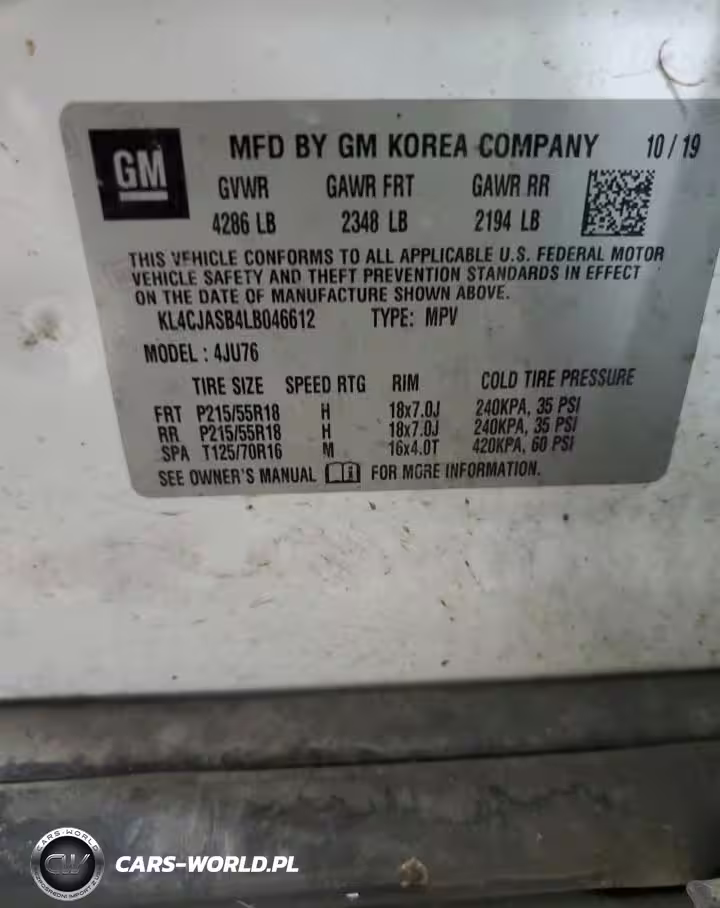 GM
MFD BY GM KOREA COMPANY 10/19
GVWR GAWR FRT GAWR RR
4286 LB 2348 LB 2194 LB
THIS VEHICLE CONFORMS TO ALL APPLICABLE U.S. FEDERAL MOTOR
VEHICLE SAFETY AND THEFT PREVENTION STANDARDS IN EFFECT
ON THE DATE OF MANUFACTURE SHOWN ABOVE.
KL4CJASB4LB046612 TYPE: MPV
MODEL : 4JU76
TIRE SIZE SPEED RTG RIM COLD TIRE PRESSURE
FRT P215/55R18 H 18x7.0J 240KPA, 35 PSI
RR P215/55R18 H 18x7.0J 240KPA, 35 PSI
SPA T125/70R16 M 16x4.0T 420KPA, 60 PSI
SEE OWNER'S MANUAL FOR MORE INFORMATION.
CARS-WORLD
CW
CARS-WORLD.PL